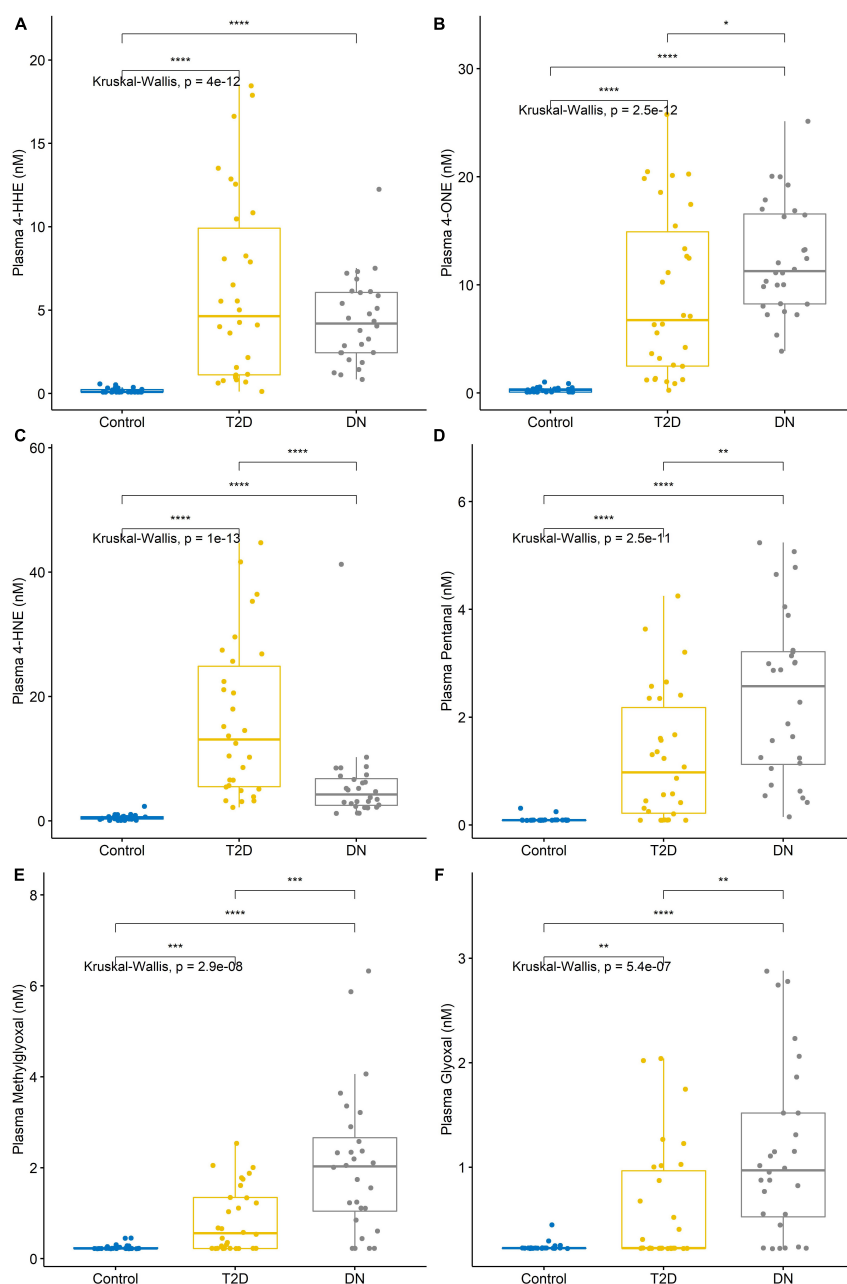 A
****
****
Kruskal-Wallis, p = 4e-12
Plasma 4-HHE (nM)
20
15
10
5
0
Control
T2D
DN
B
*
****
****
Kruskal-Wallis, p = 2.5e-12
Plasma 4-ONE (nM)
30
20
10
0
Control
T2D
DN
C
****
****
****
Kruskal-Wallis, p = 1e-13
Plasma 4-HNE (nM)
60
40
20
0
Control
T2D
DN
D
**
****
****
Kruskal-Wallis, p = 2.5e-11
Plasma Pentanal (nM)
6
4
2
0
Control
T2D
DN
E
***
****
***
Kruskal-Wallis, p = 2.9e-08
Plasma Methylglyoxal (nM)
8
6
4
2
0
Control
T2D
DN
F
**
****
**
Kruskal-Wallis, p = 5.4e-07
Plasma Glyoxal (nM)
3
2
1
0
Control
T2D
DN